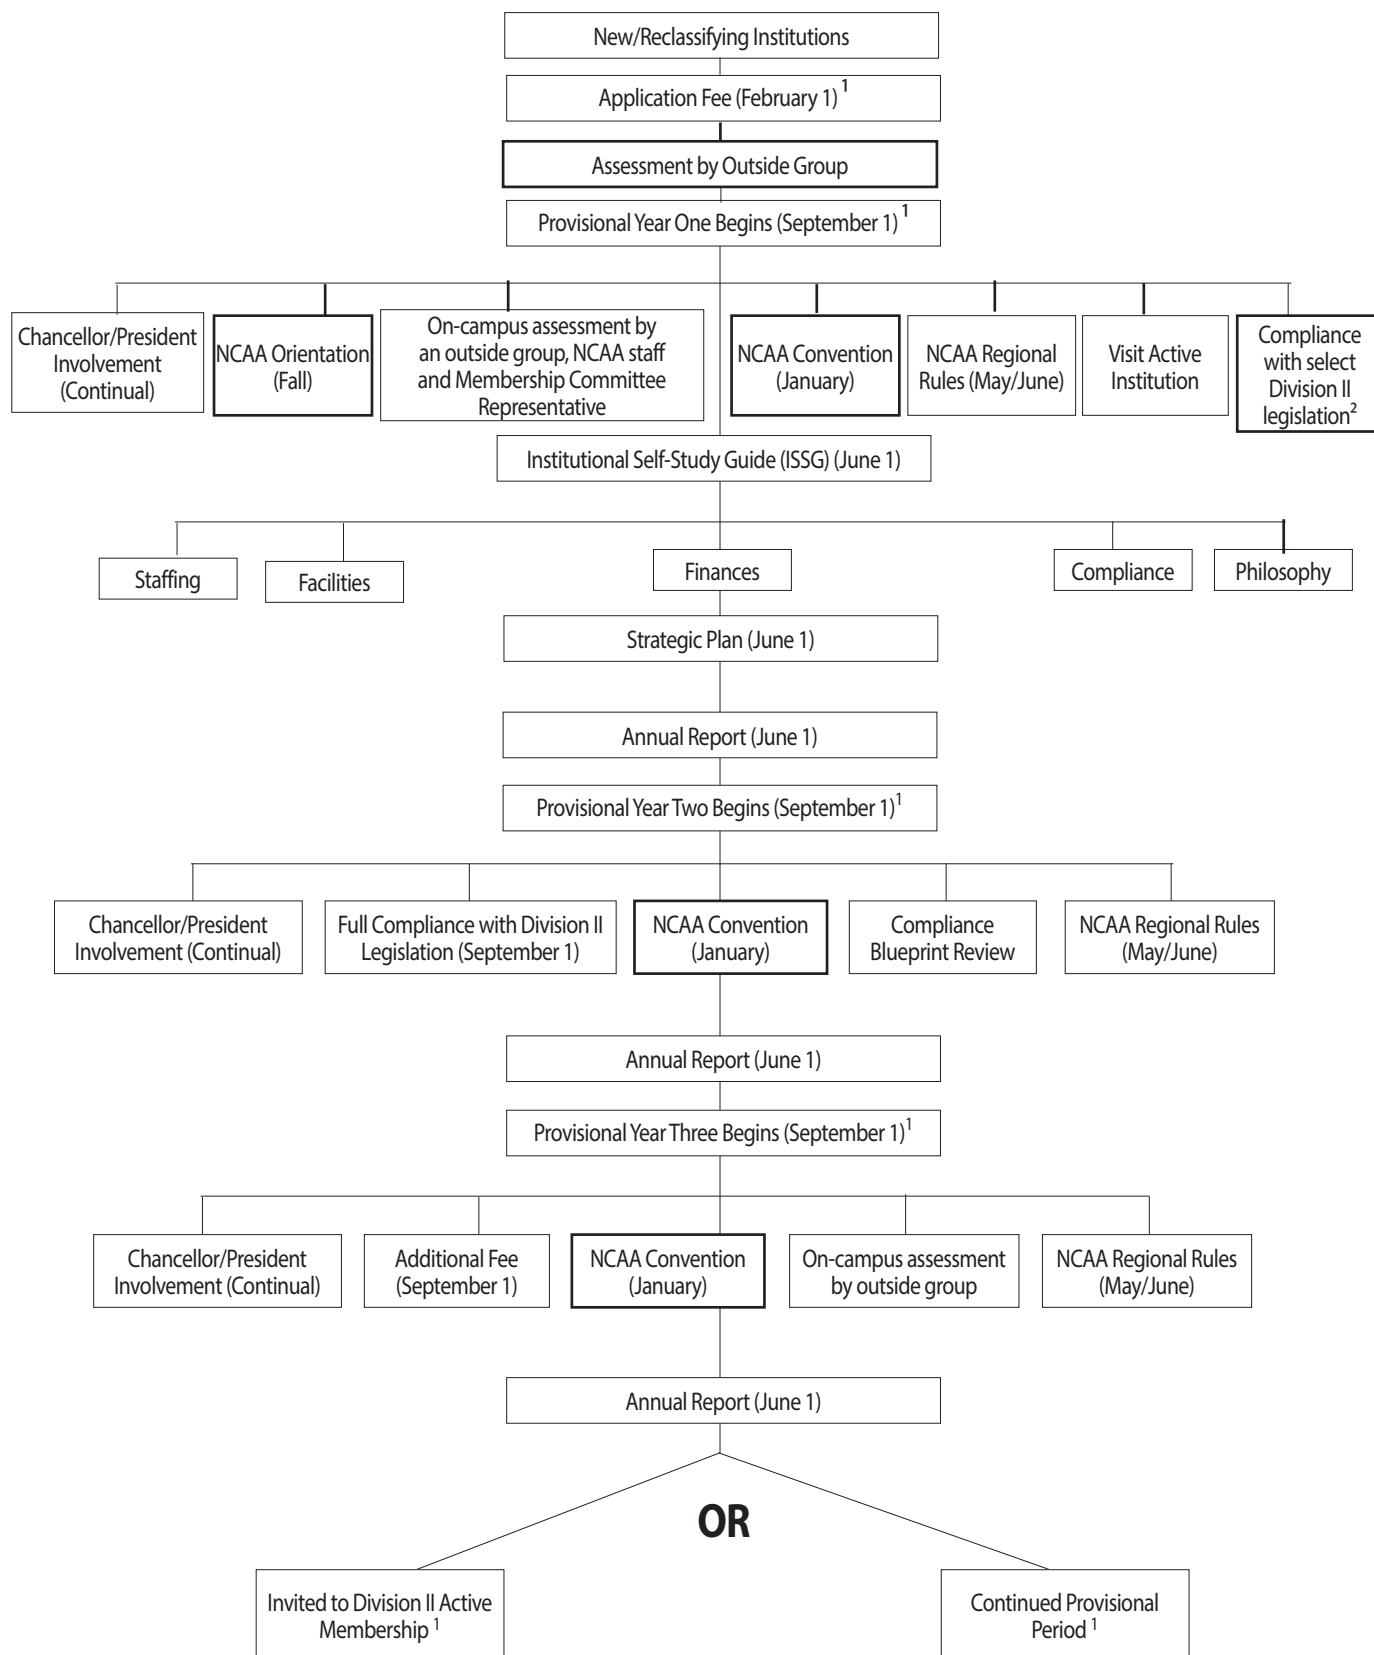 New/Reclassifying Institutions
Application Fee (February 1) 1
Assessment by Outside Group
Provisional Year One Begins (September 1) 1
Chancellor/President
Involvement
(Continual)
NCAA Orientation
(Fall)
On-campus assessment by
an outside group, NCAA staff
and Membership Committee
Representative
NCAA Convention
(January)
NCAA Regional
Rules (May/June)
Visit Active
Institution
Compliance
with select
Division II
legislation2
Institutional Self-Study Guide (ISSG) (June 1)
Staffing
Facilities
Finances
Compliance
Philosophy
Strategic Plan (June 1)
Annual Report (June 1)
Provisional Year Two Begins (September 1)1
Chancellor/President
Involvement (Continual)
Full Compliance with Division II
Legislation (September 1)
NCAA Convention
(January)
Compliance
Blueprint Review
NCAA Regional Rules
(May/June)
Annual Report (June 1)
Provisional Year Three Begins (September 1)1
Chancellor/President
Involvement (Continual)
Additional Fee
(September 1)
NCAA Convention
(January)
On-campus assessment
by outside group
NCAA Regional Rules
(May/June)
Annual Report (June 1)
OR
Invited to Division II Active
Membership 1
Continued Provisional
Period 1